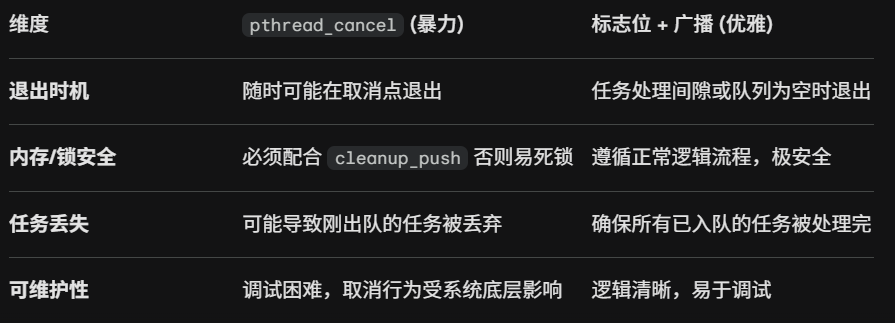 维度 pthread_cancel (暴力) 标志位 + 广播 (优雅)
退出时机 随时可能在取消点退出 任务处理间隙或队列为空时退出
内存/锁安全 必须配合 cleanup_push 否则易死锁 遵循正常逻辑流程，极安全
任务丢失 可能导致刚出队的任务被丢弃 确保所有已入队的任务被处理完
可维护性 调试困难，取消行为受系统底层影响 逻辑清晰，易于调试